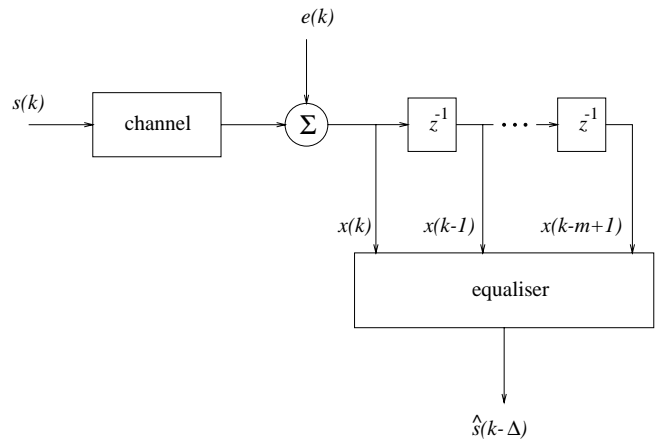 e(k)
s(k)
channel
Σ
z⁻¹
...
z⁻¹
x(k)
x(k-1)
x(k-m+1)
equaliser
ŝ(k-Δ)